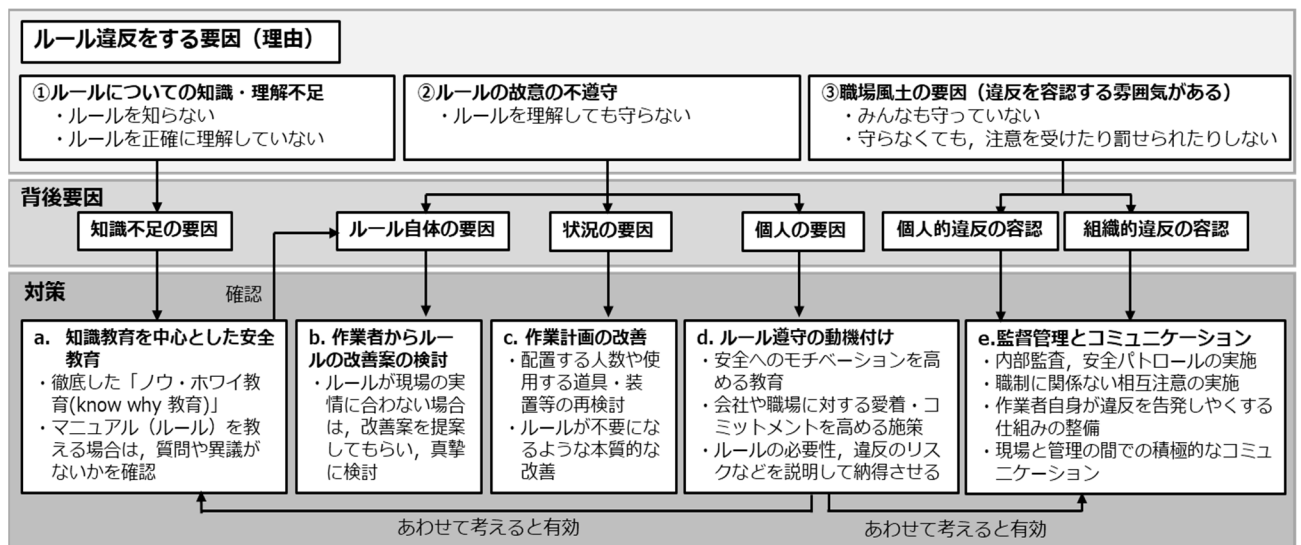 ルール違反をする要因（理由）
①ルールについての知識・理解不足
・ルールを知らない
・ルールを正確に理解していない
②ルールの故意の不遵守
・ルールを理解しても守らない
③職場風土の要因（違反を容認する雰囲気がある）
・みんなも守っていない
・守らなくても，注意を受けたり罰せられたりしない
背後要因
知識不足の要因
ルール自体の要因
状況の要因
個人の要因
個人的違反の容認
組織的違反の容認
対策
確認
a. 知識教育を中心とした安全
教育
・徹底した「ノウ・ホワイ教
育(know why 教育)」
・マニュアル（ルール）を教
える場合は，質問や異議が
ないかを確認
b. 作業者からルー
ルの改善案の検討
・ルールが現場の実
情に合わない場合
は，改善案を提案
してもらい，真摯
に検討
c. 作業計画の改善
・配置する人数や使
用する道具・装
置等の再検討
・ルールが不要にな
るような本質的な
改善
d. ルール遵守の動機付け
・安全へのモチベーションを高
める教育
・会社や職場に対する愛着・コ
ミットメントを高める施策
・ルールの必要性，違反のリス
クなどを説明して納得させる
e.監督管理とコミュニケーション
・内部監査，安全パトロールの実施
・職制に関係ない相互注意の実施
・作業者自身が違反を告発しやすくする
仕組みの整備
・現場と管理の間での積極的なコミュ
ニケーション
あわせて考えると有効
あわせて考えると有効